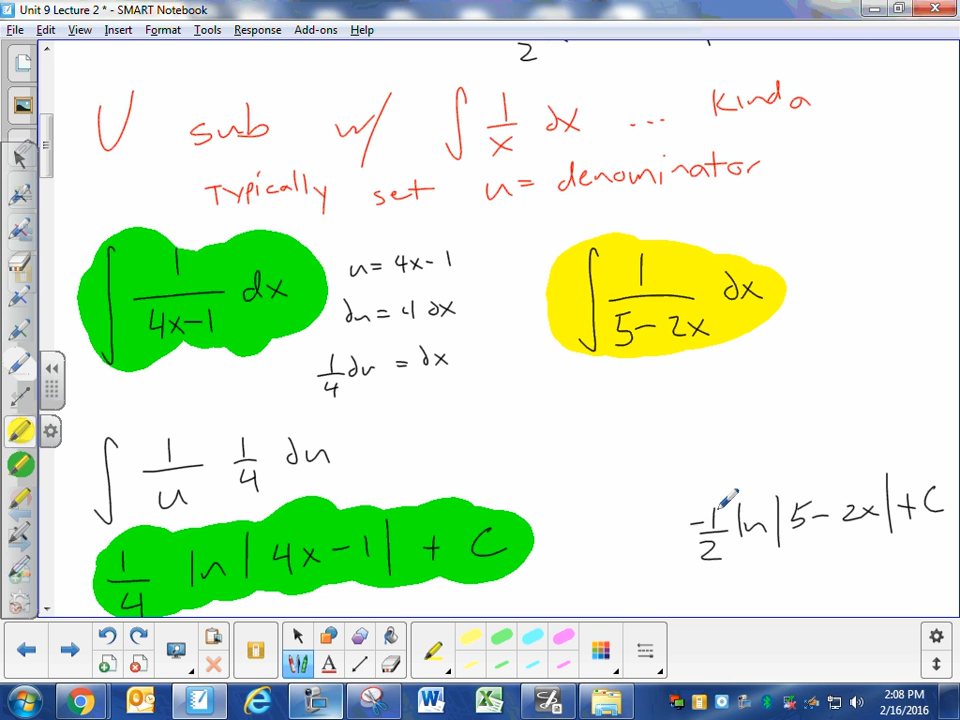 Unit 9 Lecture 2 * - SMART Notebook
File Edit View Insert Format Tools Response Add-ons Help
2
U sub w/ ∫ 1/x dx ... Kinda
Typically set u = denominator
∫ 1/(4x-1) dx
u = 4x - 1
du = 4 dx
1/4 du = dx
∫ 1/(5-2x) dx
∫ 1/u 1/4 du
1/4 ln|4x-1| + C
-1/2 ln|5-2x| + C
2:08 PM
2/16/2016